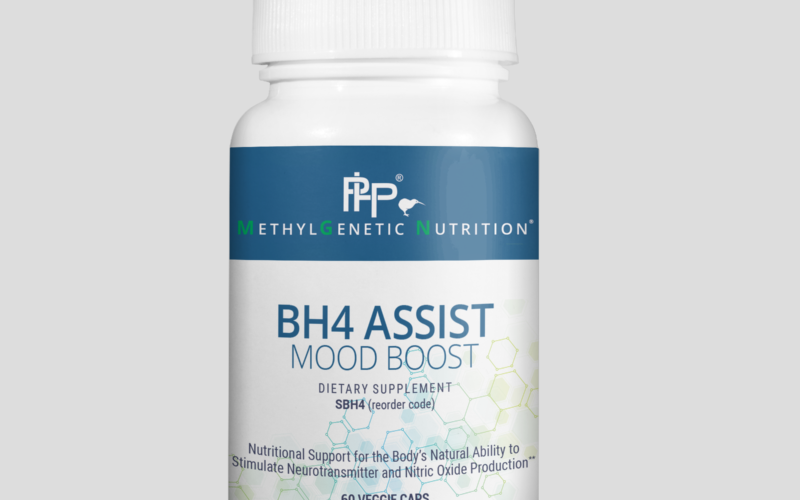 PHP®
METHYLGENETIC NUTRITION®
BH4 ASSIST
MOOD BOOST
DIETARY SUPPLEMENT
SBH4 (reorder code)
Nutritional Support for the Body's Natural Ability to
Stimulate Neurotransmitter and Nitric Oxide Production**
60 VEGGIE CAPS